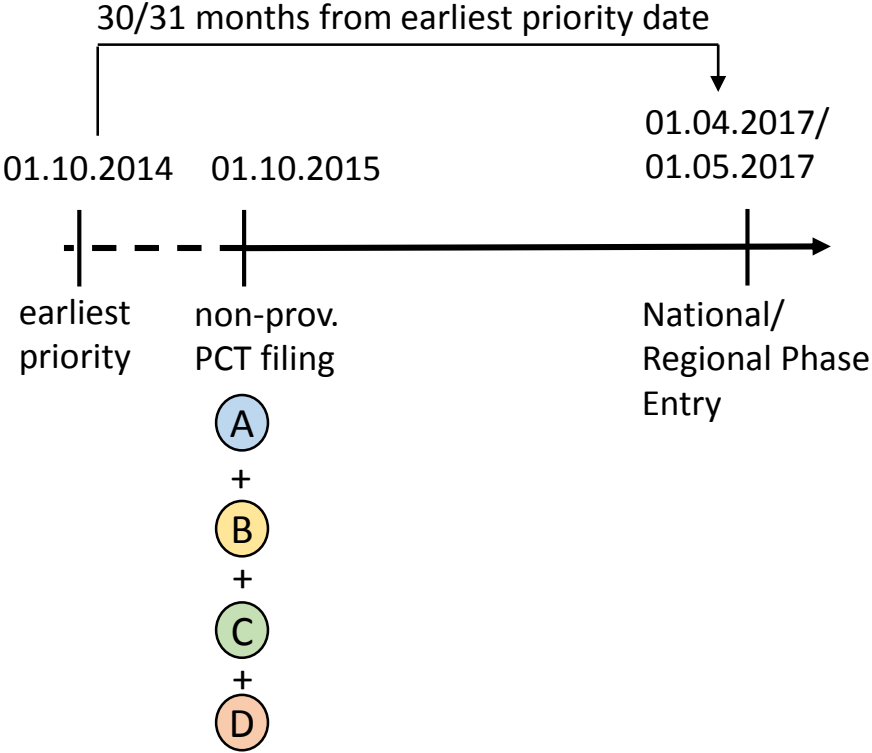 30/31 months from earliest priority date
01.04.2017/
01.10.2014 01.10.2015 01.05.2017
earliest non-prov. National/
priority PCT filing Regional Phase
Entry
A
+
B
+
C
+
D